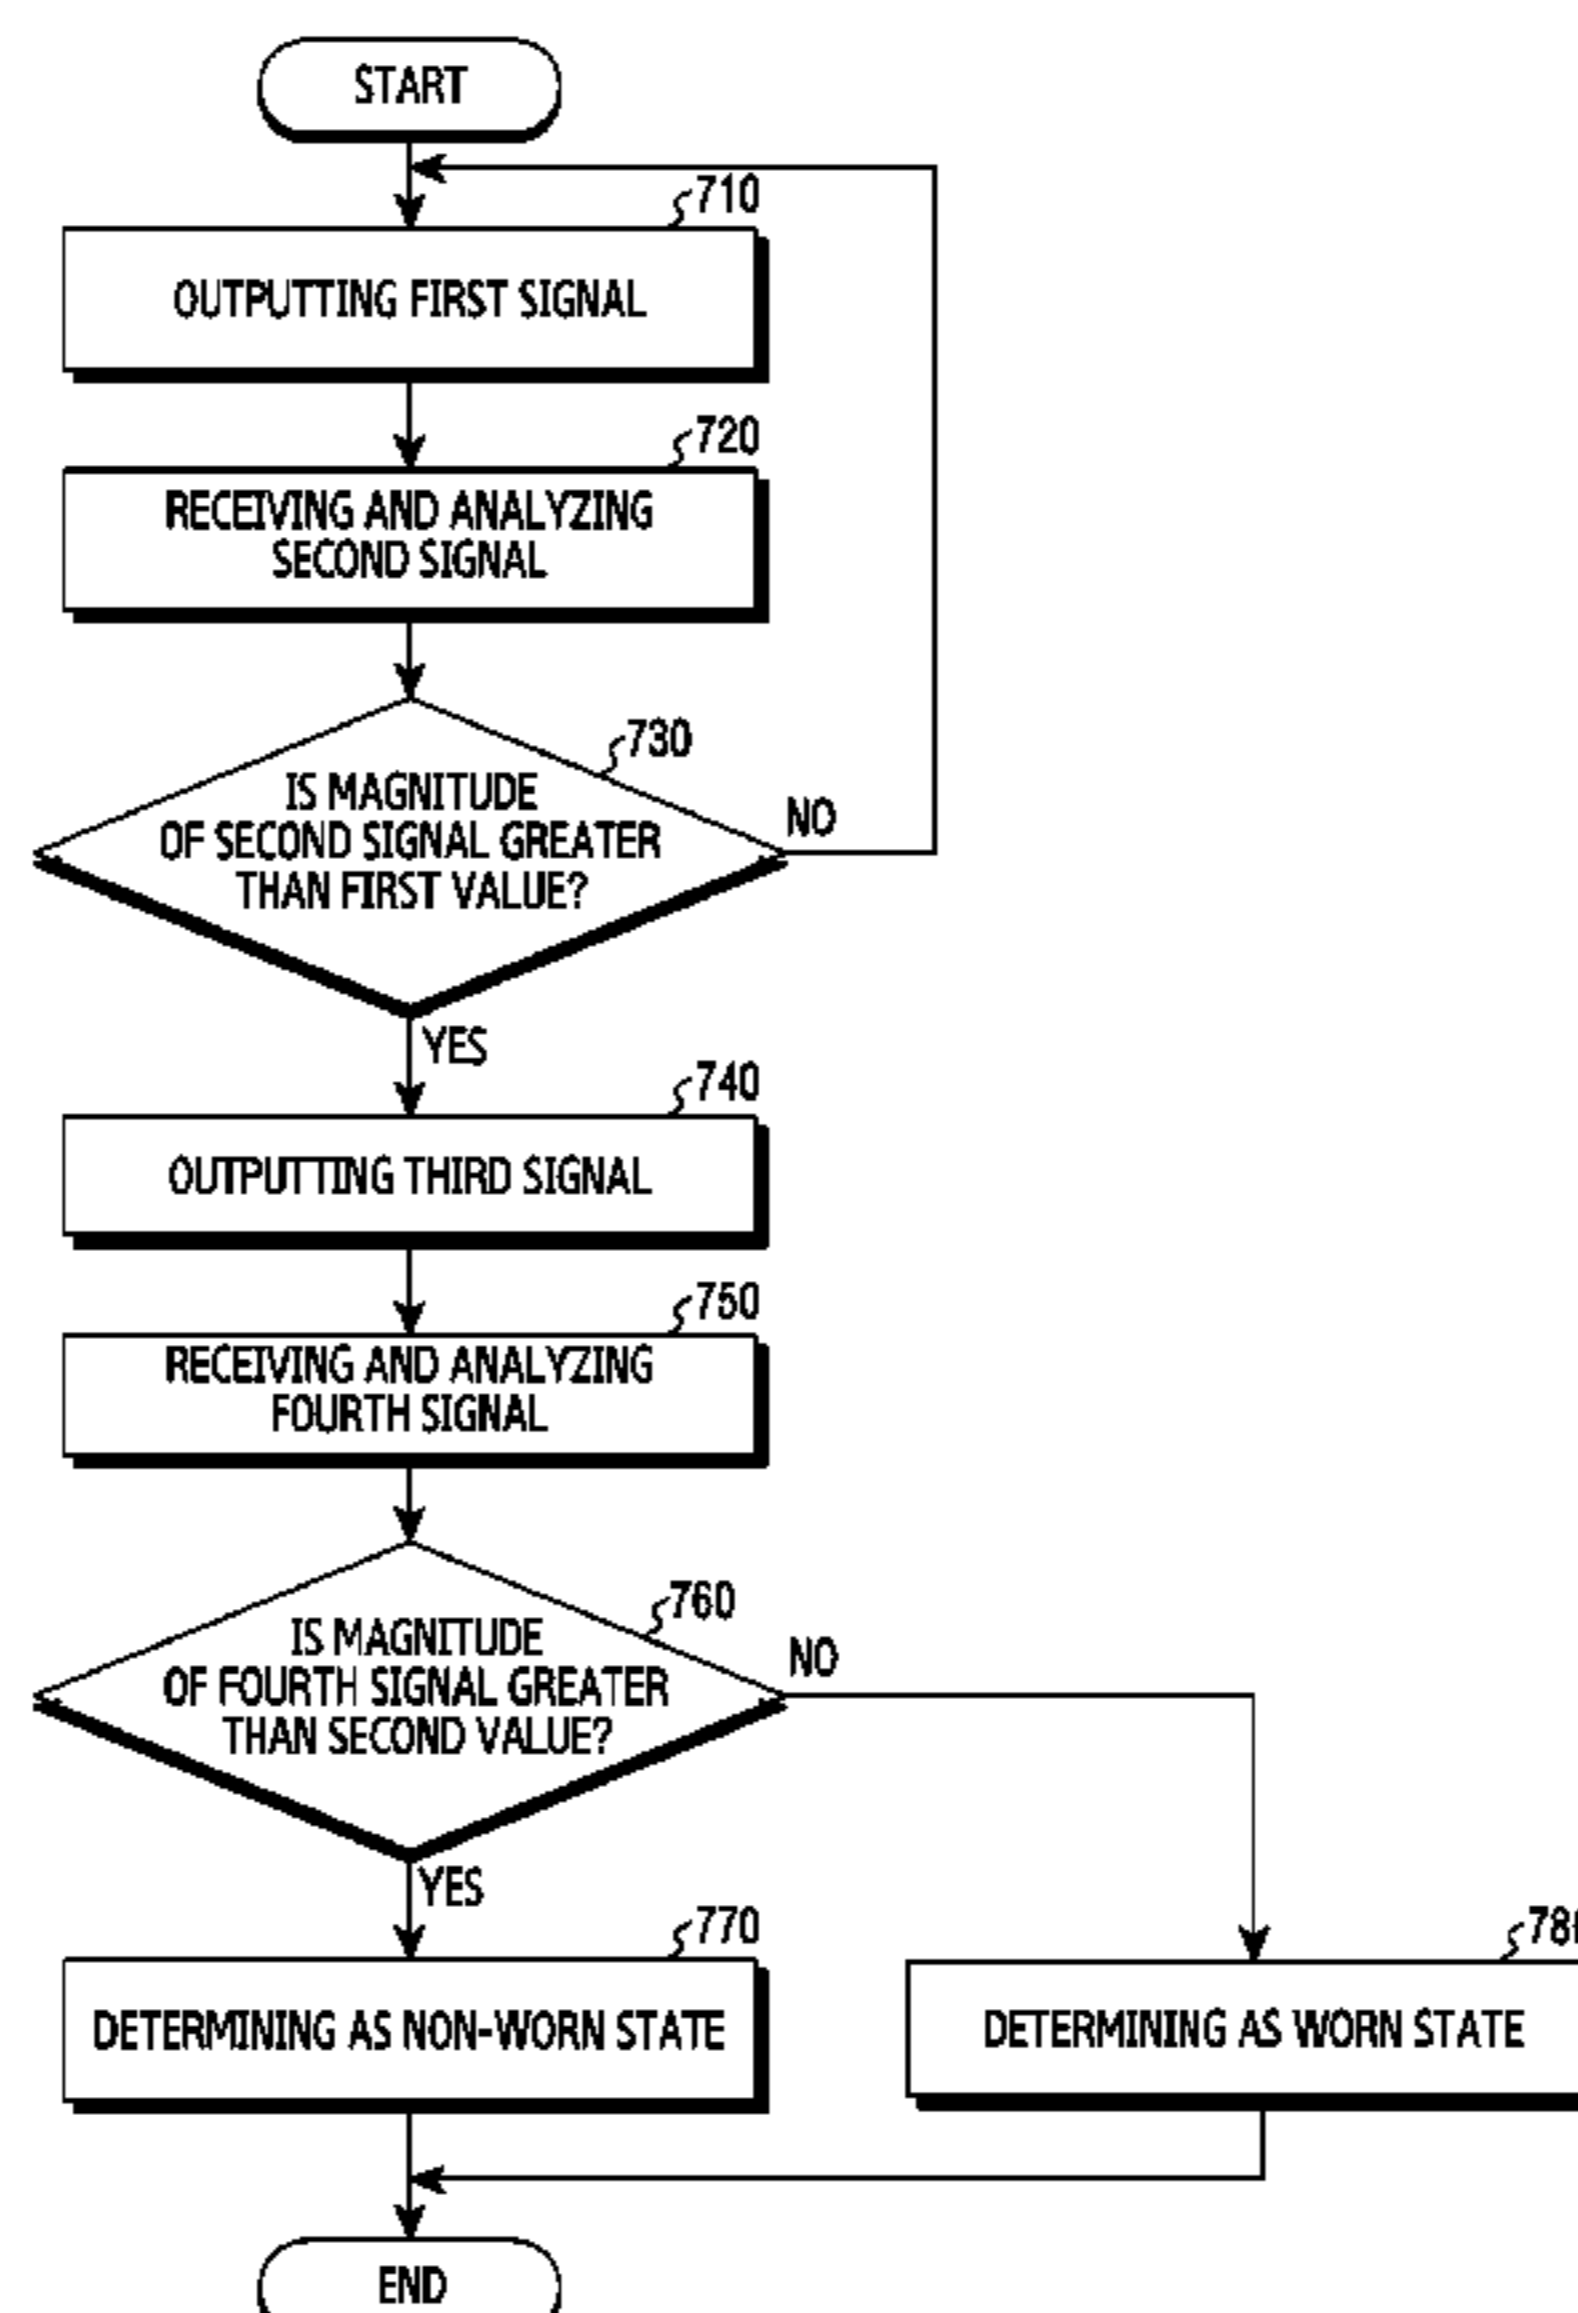 START
710
OUTPUTTING FIRST SIGNAL
720
RECEIVING AND ANALYZING
SECOND SIGNAL
730
IS MAGNITUDE
OF SECOND SIGNAL GREATER
THAN FIRST VALUE?
NO
YES
740
OUTPUTTING THIRD SIGNAL
750
RECEIVING AND ANALYZING
FOURTH SIGNAL
760
IS MAGNITUDE
OF FOURTH SIGNAL GREATER
THAN SECOND VALUE?
NO
YES
770
DETERMINING AS NON-WORN STATE
DETERMINING AS WORN STATE
END